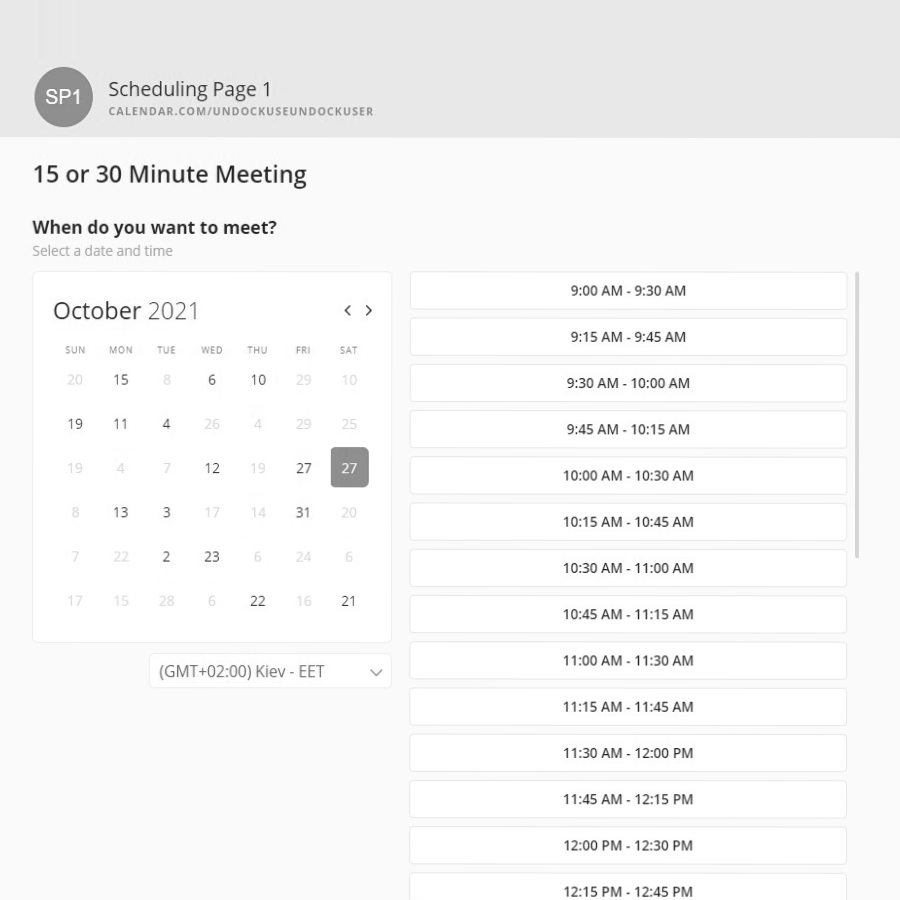 SP1
Scheduling Page 1
CALENDAR.COM/UNDOCKUSEUNDOCKUSER
15 or 30 Minute Meeting
When do you want to meet?
Select a date and time
October 2021
SUN MON TUE WED THU FRI SAT
20 15 8 6 10 29 10
19 11 4 26 4 29 25
19 4 7 12 19 27 27
8 13 3 17 14 31 20
7 22 2 23 6 24 6
17 15 28 6 22 16 21
(GMT+02:00) Kiev - EET
9:00 AM - 9:30 AM
9:15 AM - 9:45 AM
9:30 AM - 10:00 AM
9:45 AM - 10:15 AM
10:00 AM - 10:30 AM
10:15 AM - 10:45 AM
10:30 AM - 11:00 AM
10:45 AM - 11:15 AM
11:00 AM - 11:30 AM
11:15 AM - 11:45 AM
11:30 AM - 12:00 PM
11:45 AM - 12:15 PM
12:00 PM - 12:30 PM
12:15 PM - 12:45 PM